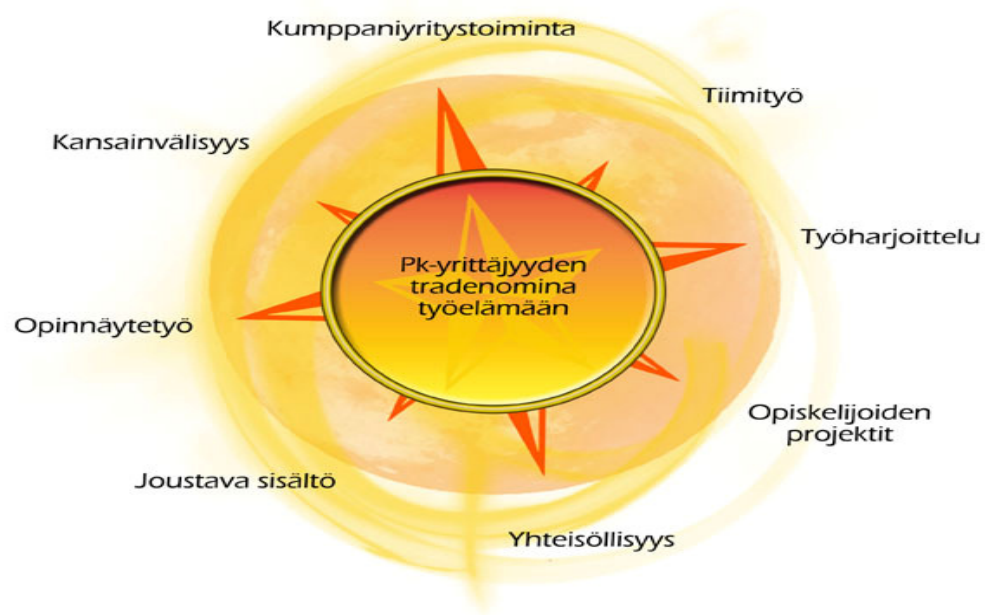 Kumppaniyritystoiminta
Tiimityö
Kansainvälisyys
Työharjoittelu
Pk-yrittäjyyden
tradenomina
työelämään
Opinnäytetyö
Opiskelijoiden
projektit
Joustava sisältö
Yhteisöllisyys